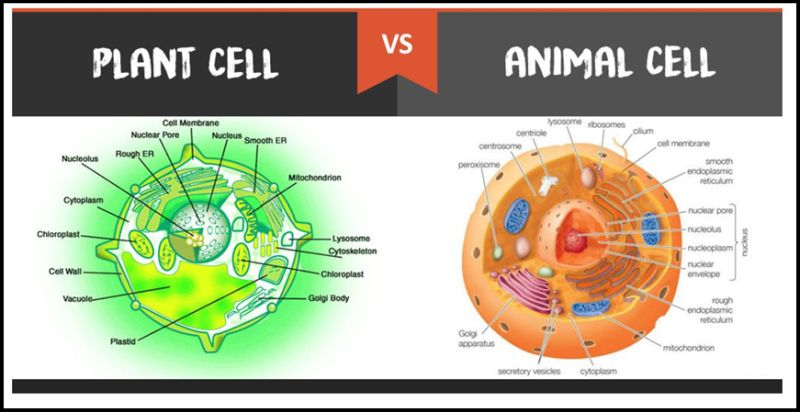 PLANT CELL
VS
ANIMAL CELL
Cell Membrane
Nuclear Pore
Nucleus
Smooth ER
Rough ER
Nucleolus
Mitochondrion
Cytoplasm
Chloroplast
Lysosome
Cytoskeleton
Cell Wall
Chloroplast
Vacuole
Golgi Body
Plastid
lysosome
ribosomes
centriole
cilium
centrosome
cell membrane
peroxisome
smooth
endoplasmic
reticulum
nuclear pore
nucleolus
nucleoplasm
nuclear
envelope
nucleus
rough
endoplasmic
reticulum
Golgi
apparatus
mitochondrion
secretory vesicles
cytoplasm